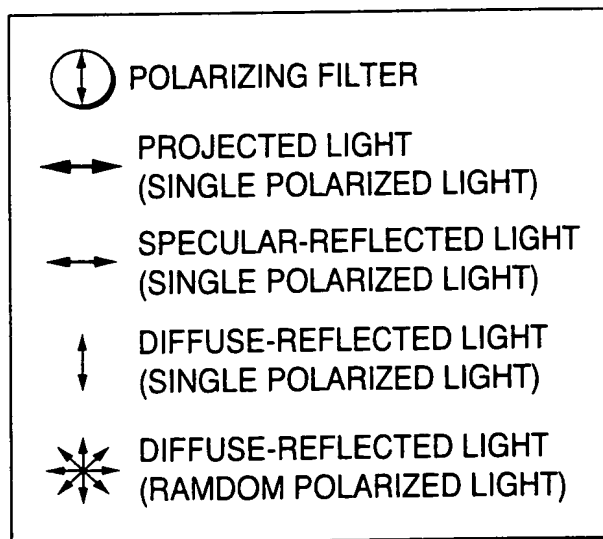 POLARIZING FILTER
PROJECTED LIGHT
(SINGLE POLARIZED LIGHT)
SPECULAR-REFLECTED LIGHT
(SINGLE POLARIZED LIGHT)
DIFFUSE-REFLECTED LIGHT
(SINGLE POLARIZED LIGHT)
DIFFUSE-REFLECTED LIGHT
(RAMDOM POLARIZED LIGHT)